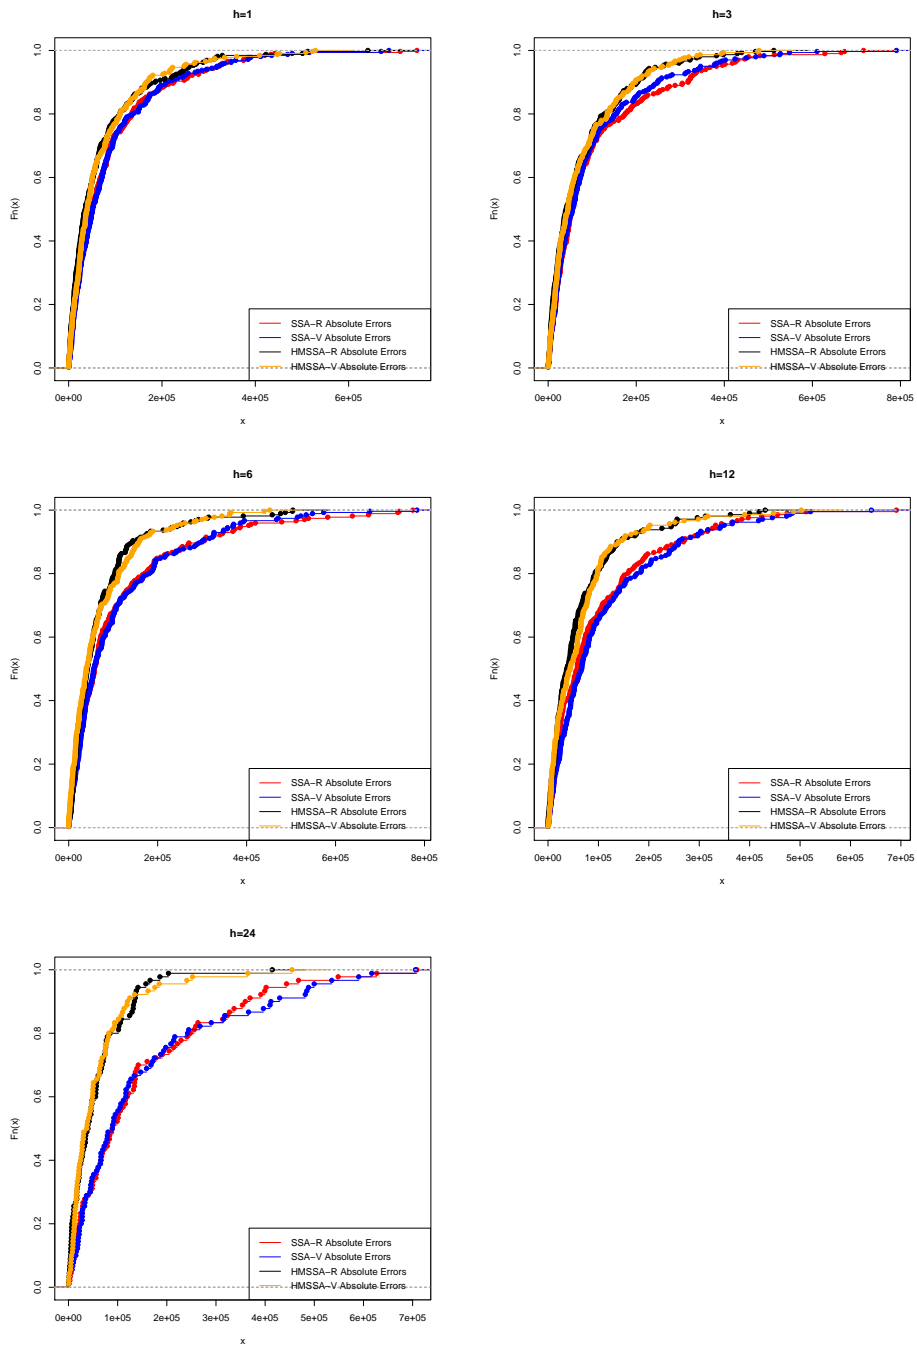 h=1
Fn(x)
0.0 0.2 0.4 0.6 0.8 1.0
SSA−R Absolute Errors
SSA−V Absolute Errors
HMSSA−R Absolute Errors
HMSSA−V Absolute Errors
0e+00 2e+05 4e+05 6e+05
x
h=3
Fn(x)
0.0 0.2 0.4 0.6 0.8 1.0
SSA−R Absolute Errors
SSA−V Absolute Errors
HMSSA−R Absolute Errors
HMSSA−V Absolute Errors
0e+00 2e+05 4e+05 6e+05 8e+05
x
h=6
Fn(x)
0.0 0.2 0.4 0.6 0.8 1.0
SSA−R Absolute Errors
SSA−V Absolute Errors
HMSSA−R Absolute Errors
HMSSA−V Absolute Errors
0e+00 2e+05 4e+05 6e+05 8e+05
x
h=12
Fn(x)
0.0 0.2 0.4 0.6 0.8 1.0
SSA−R Absolute Errors
SSA−V Absolute Errors
HMSSA−R Absolute Errors
HMSSA−V Absolute Errors
0e+00 1e+05 2e+05 3e+05 4e+05 5e+05 6e+05 7e+05
x
h=24
Fn(x)
0.0 0.2 0.4 0.6 0.8 1.0
SSA−R Absolute Errors
SSA−V Absolute Errors
HMSSA−R Absolute Errors
HMSSA−V Absolute Errors
0e+00 1e+05 2e+05 3e+05 4e+05 5e+05 6e+05 7e+05
x